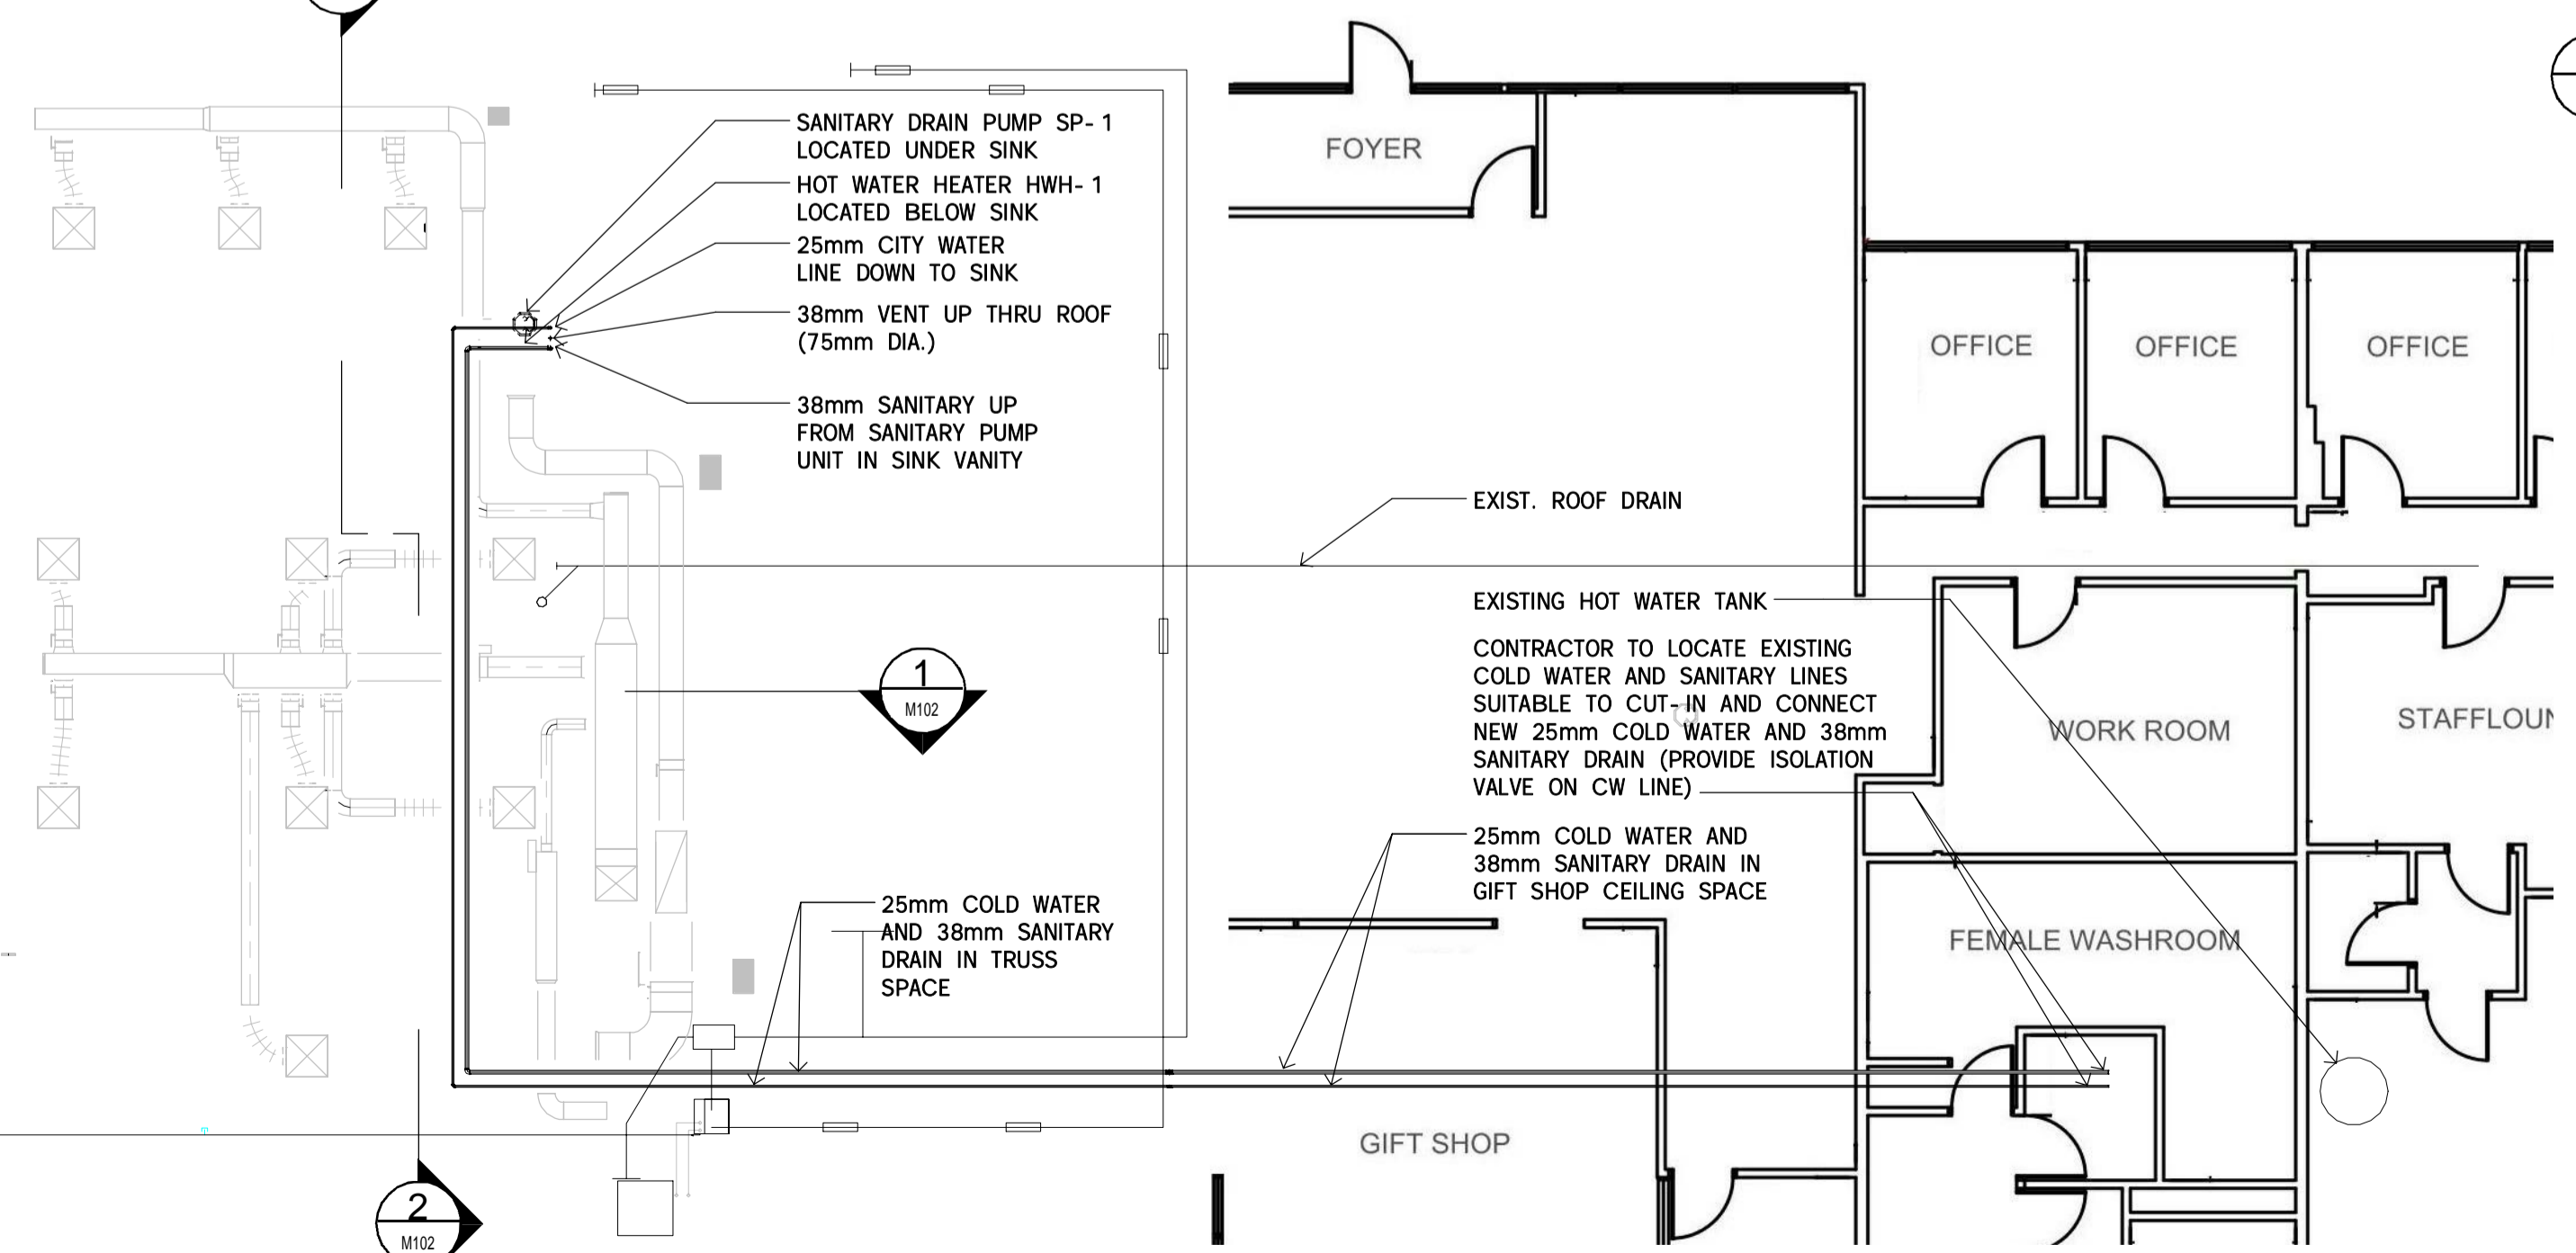 SANITARY DRAIN PUMP SP-1
LOCATED UNDER SINK
HOT WATER HEATER HWH-1
LOCATED BELOW SINK
25mm CITY WATER
LINE DOWN TO SINK
38mm VENT UP THRU ROOF
(75mm DIA.)
38mm SANITARY UP
FROM SANITARY PUMP
UNIT IN SINK VANITY
1
M102
25mm COLD WATER
AND 38mm SANITARY
DRAIN IN TRUSS
SPACE
2
M102
FOYER
OFFICE
OFFICE
OFFICE
EXIST. ROOF DRAIN
EXISTING HOT WATER TANK
CONTRACTOR TO LOCATE EXISTING
COLD WATER AND SANITARY LINES
SUITABLE TO CUT-IN AND CONNECT
NEW 25mm COLD WATER AND 38mm
SANITARY DRAIN (PROVIDE ISOLATION
VALVE ON CW LINE)
25mm COLD WATER AND
38mm SANITARY DRAIN IN
GIFT SHOP CEILING SPACE
WORK ROOM
STAFFLOUN
FEMALE WASHROOM
GIFT SHOP